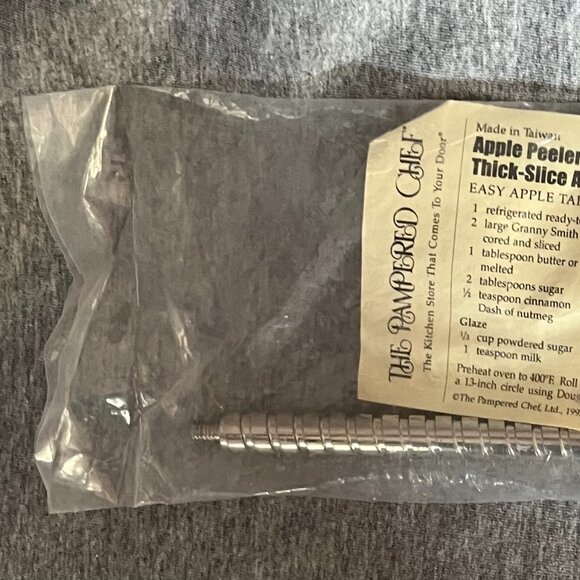 THE PAMPERED CHEF®
The Kitchen Store That Comes To Your Door®
Made in Taiwan
Apple Peeler
Thick-Slice A
EASY APPLE TA
1 refrigerated ready-t
2 large Granny Smith
cored and sliced
1 tablespoon butter or
melted
2 tablespoons sugar
½ teaspoon cinnamon
Dash of nutmeg
Glaze
⅓ cup powdered sugar
1 teaspoon milk
Preheat oven to 400°F. Roll
a 13-inch circle using Doug
©The Pampered Chef, Ltd., 199